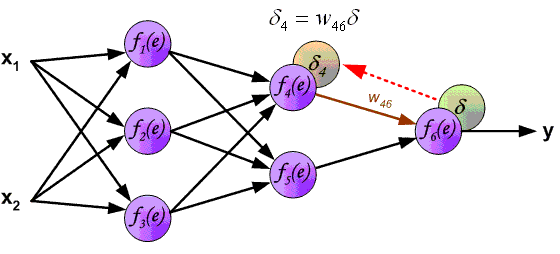 δ₄ = w₄₆δ
f₁(e)
x₁
δ₄
f₄(e)
w₄₆
δ
f₂(e)
f₆(e)
y
f₅(e)
x₂
f₃(e)